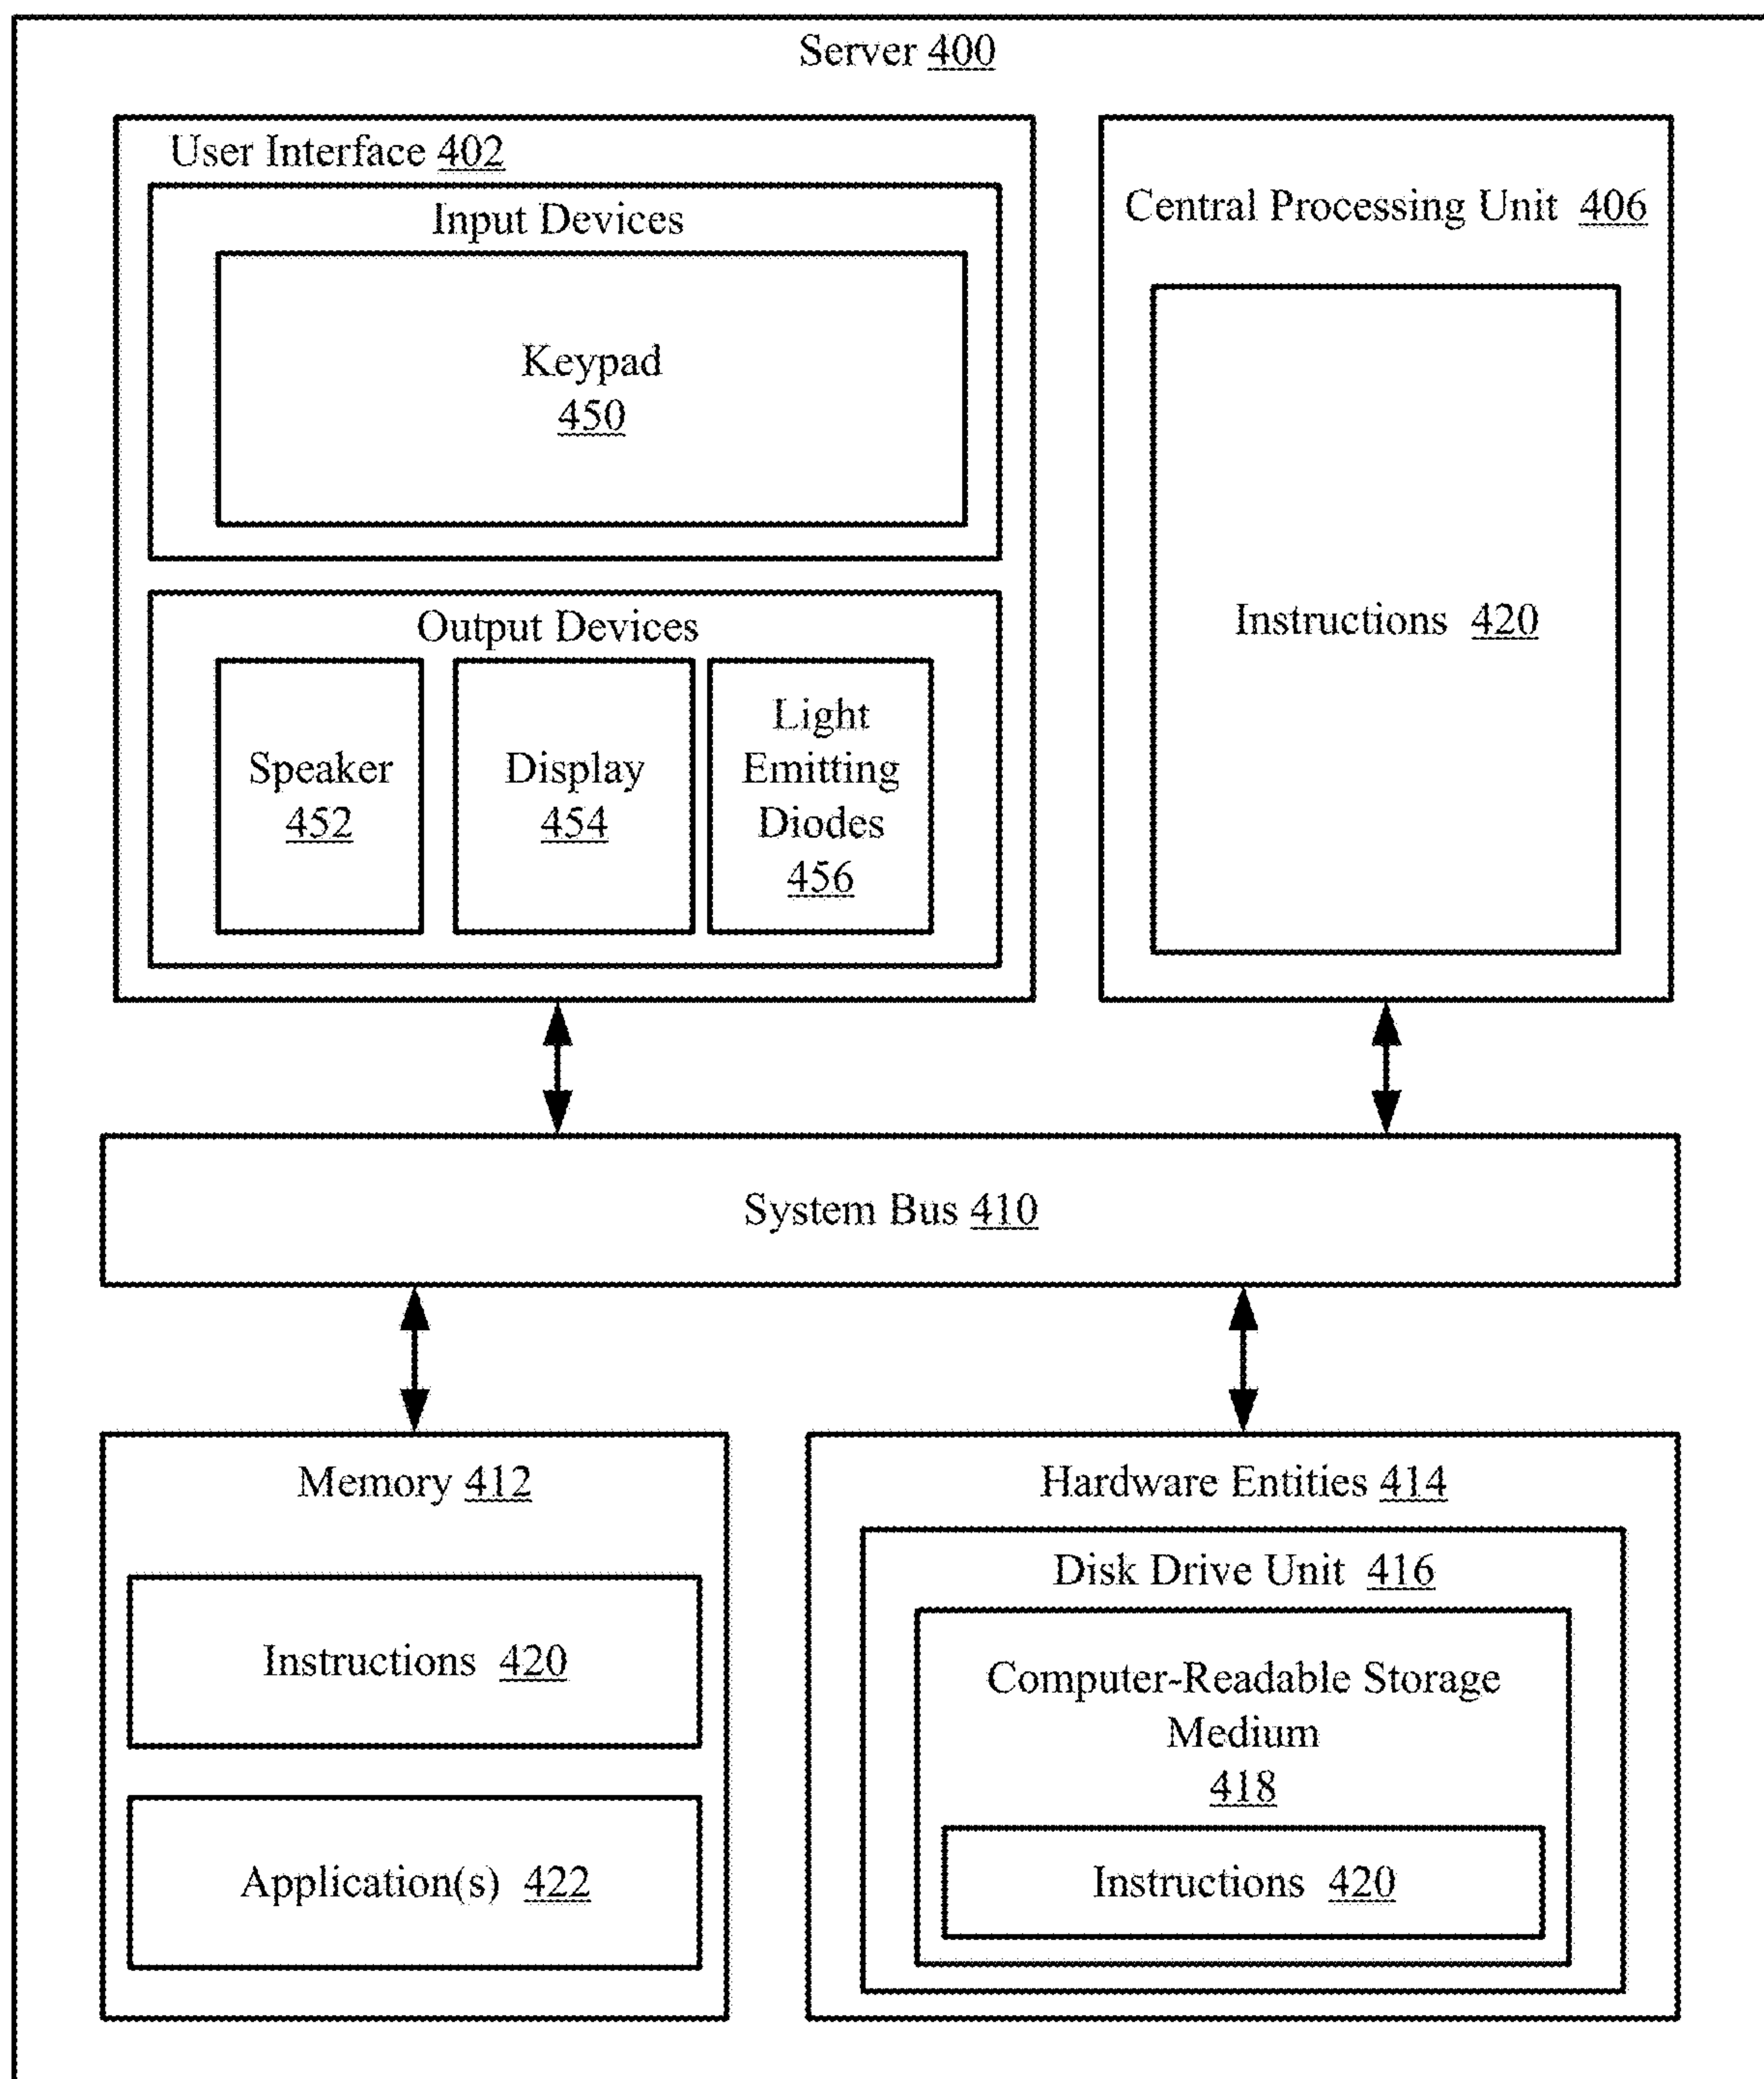 Server 400
User Interface 402
Input Devices
Keypad
450
Output Devices
Speaker
452
Display
454
Light
Emitting
Diodes
456
Central Processing Unit 406
Instructions 420
System Bus 410
Memory 412
Instructions 420
Application(s) 422
Hardware Entities 414
Disk Drive Unit 416
Computer-Readable Storage
Medium
418
Instructions 420